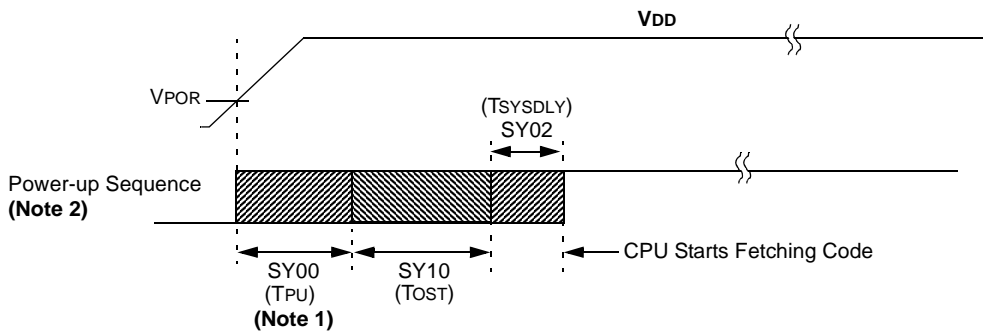 VDD
VPOR
(TSYSDLY)
SY02
Power-up Sequence
(Note 2)
CPU Starts Fetching Code
SY00
(TPU)
(Note 1)
SY10
(TOST)